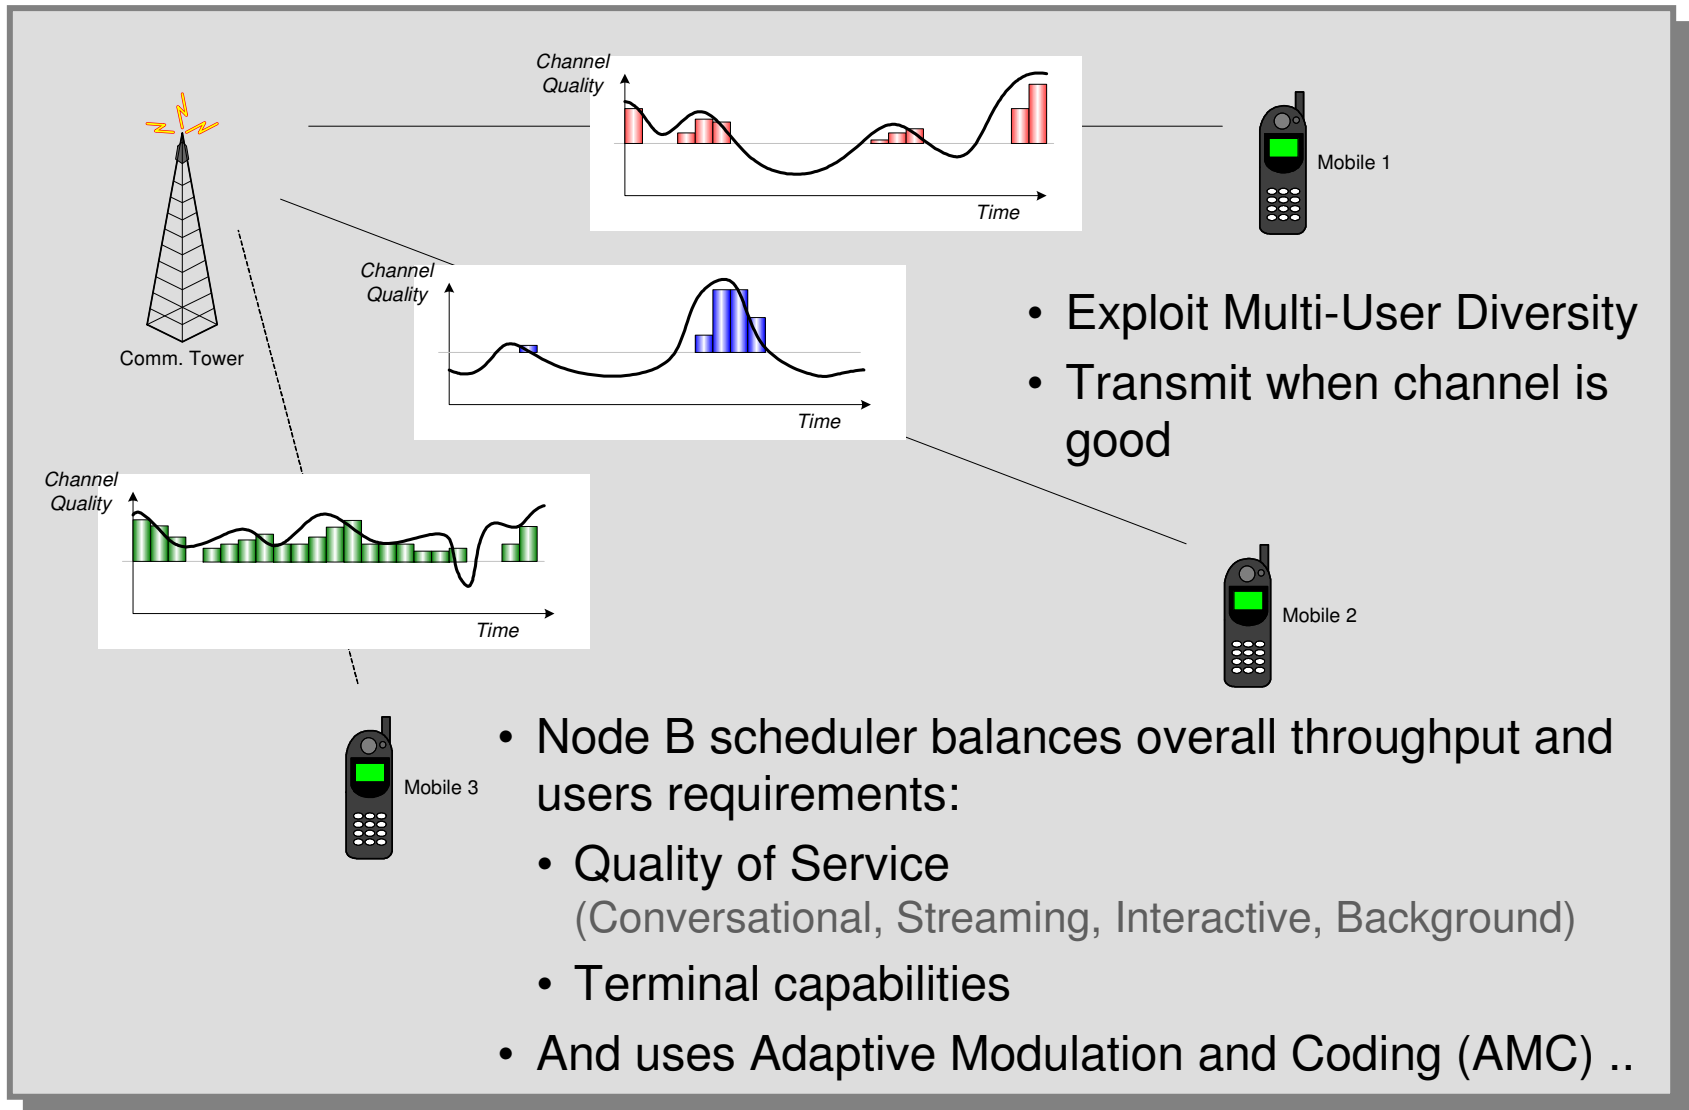 Channel
Quality
Time
Mobile 1
Comm. Tower
Channel
Quality
Time
• Exploit Multi-User Diversity
• Transmit when channel is
good
Channel
Quality
Time
Mobile 2
Mobile 3
• Node B scheduler balances overall throughput and
users requirements:
• Quality of Service
(Conversational, Streaming, Interactive, Background)
• Terminal capabilities
• And uses Adaptive Modulation and Coding (AMC) ..